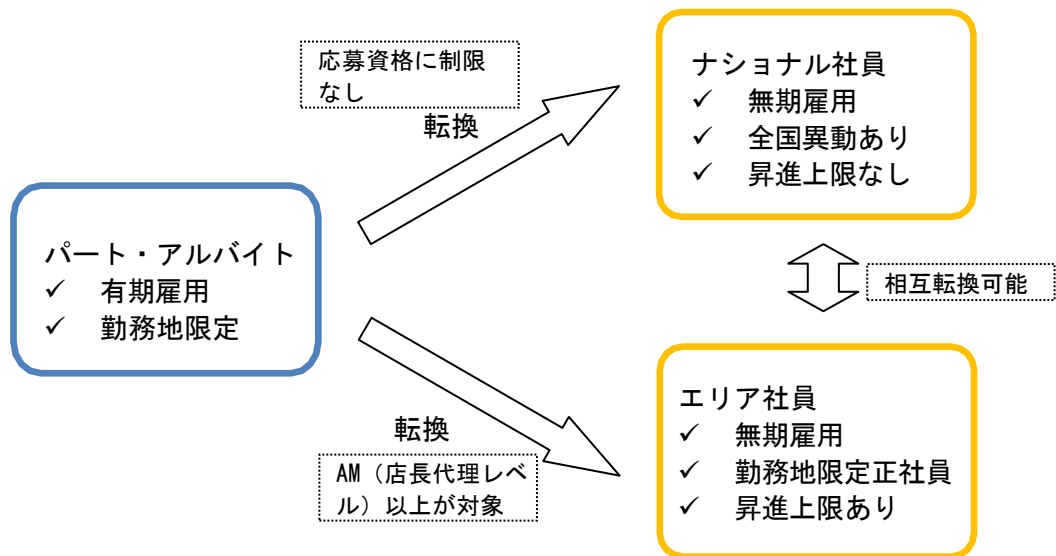 応募資格に制限
なし
転換
ナショナル社員
✓ 無期雇用
✓ 全国異動あり
✓ 昇進上限なし
パート・アルバイト
✓ 有期雇用
✓ 勤務地限定
相互転換可能
転換
AM（店長代理レベ
ル）以上が対象
エリア社員
✓ 無期雇用
✓ 勤務地限定正社員
✓ 昇進上限あり